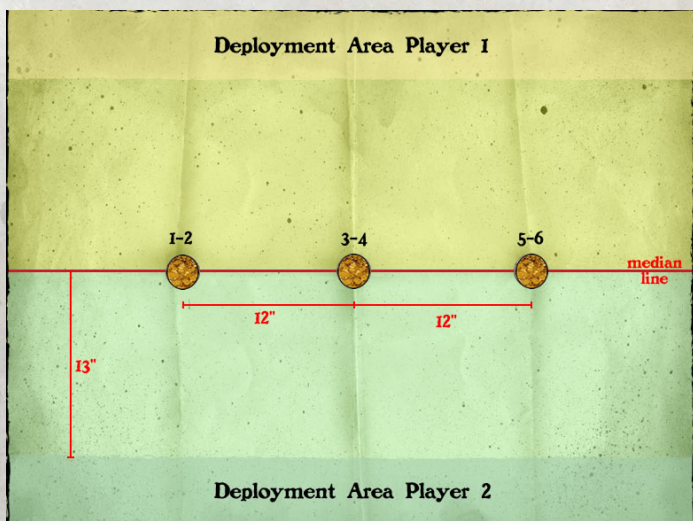 Deployment Area Player 1
1-2
3-4
5-6
median
line
12"
12"
13"
Deployment Area Player 2